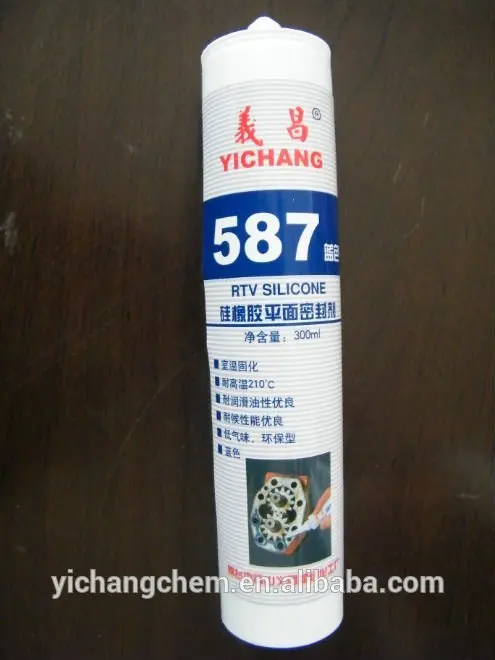 義昌®
YICHANG
587 蓝色
RTV SILICONE
硅橡胶平面密封剂
净含量：300ml
■室温固化
■耐高温210℃
■耐润滑油性优良
■耐候性能优良
■低气味，环保型
■蓝色
yichangchem.en.alibaba.com